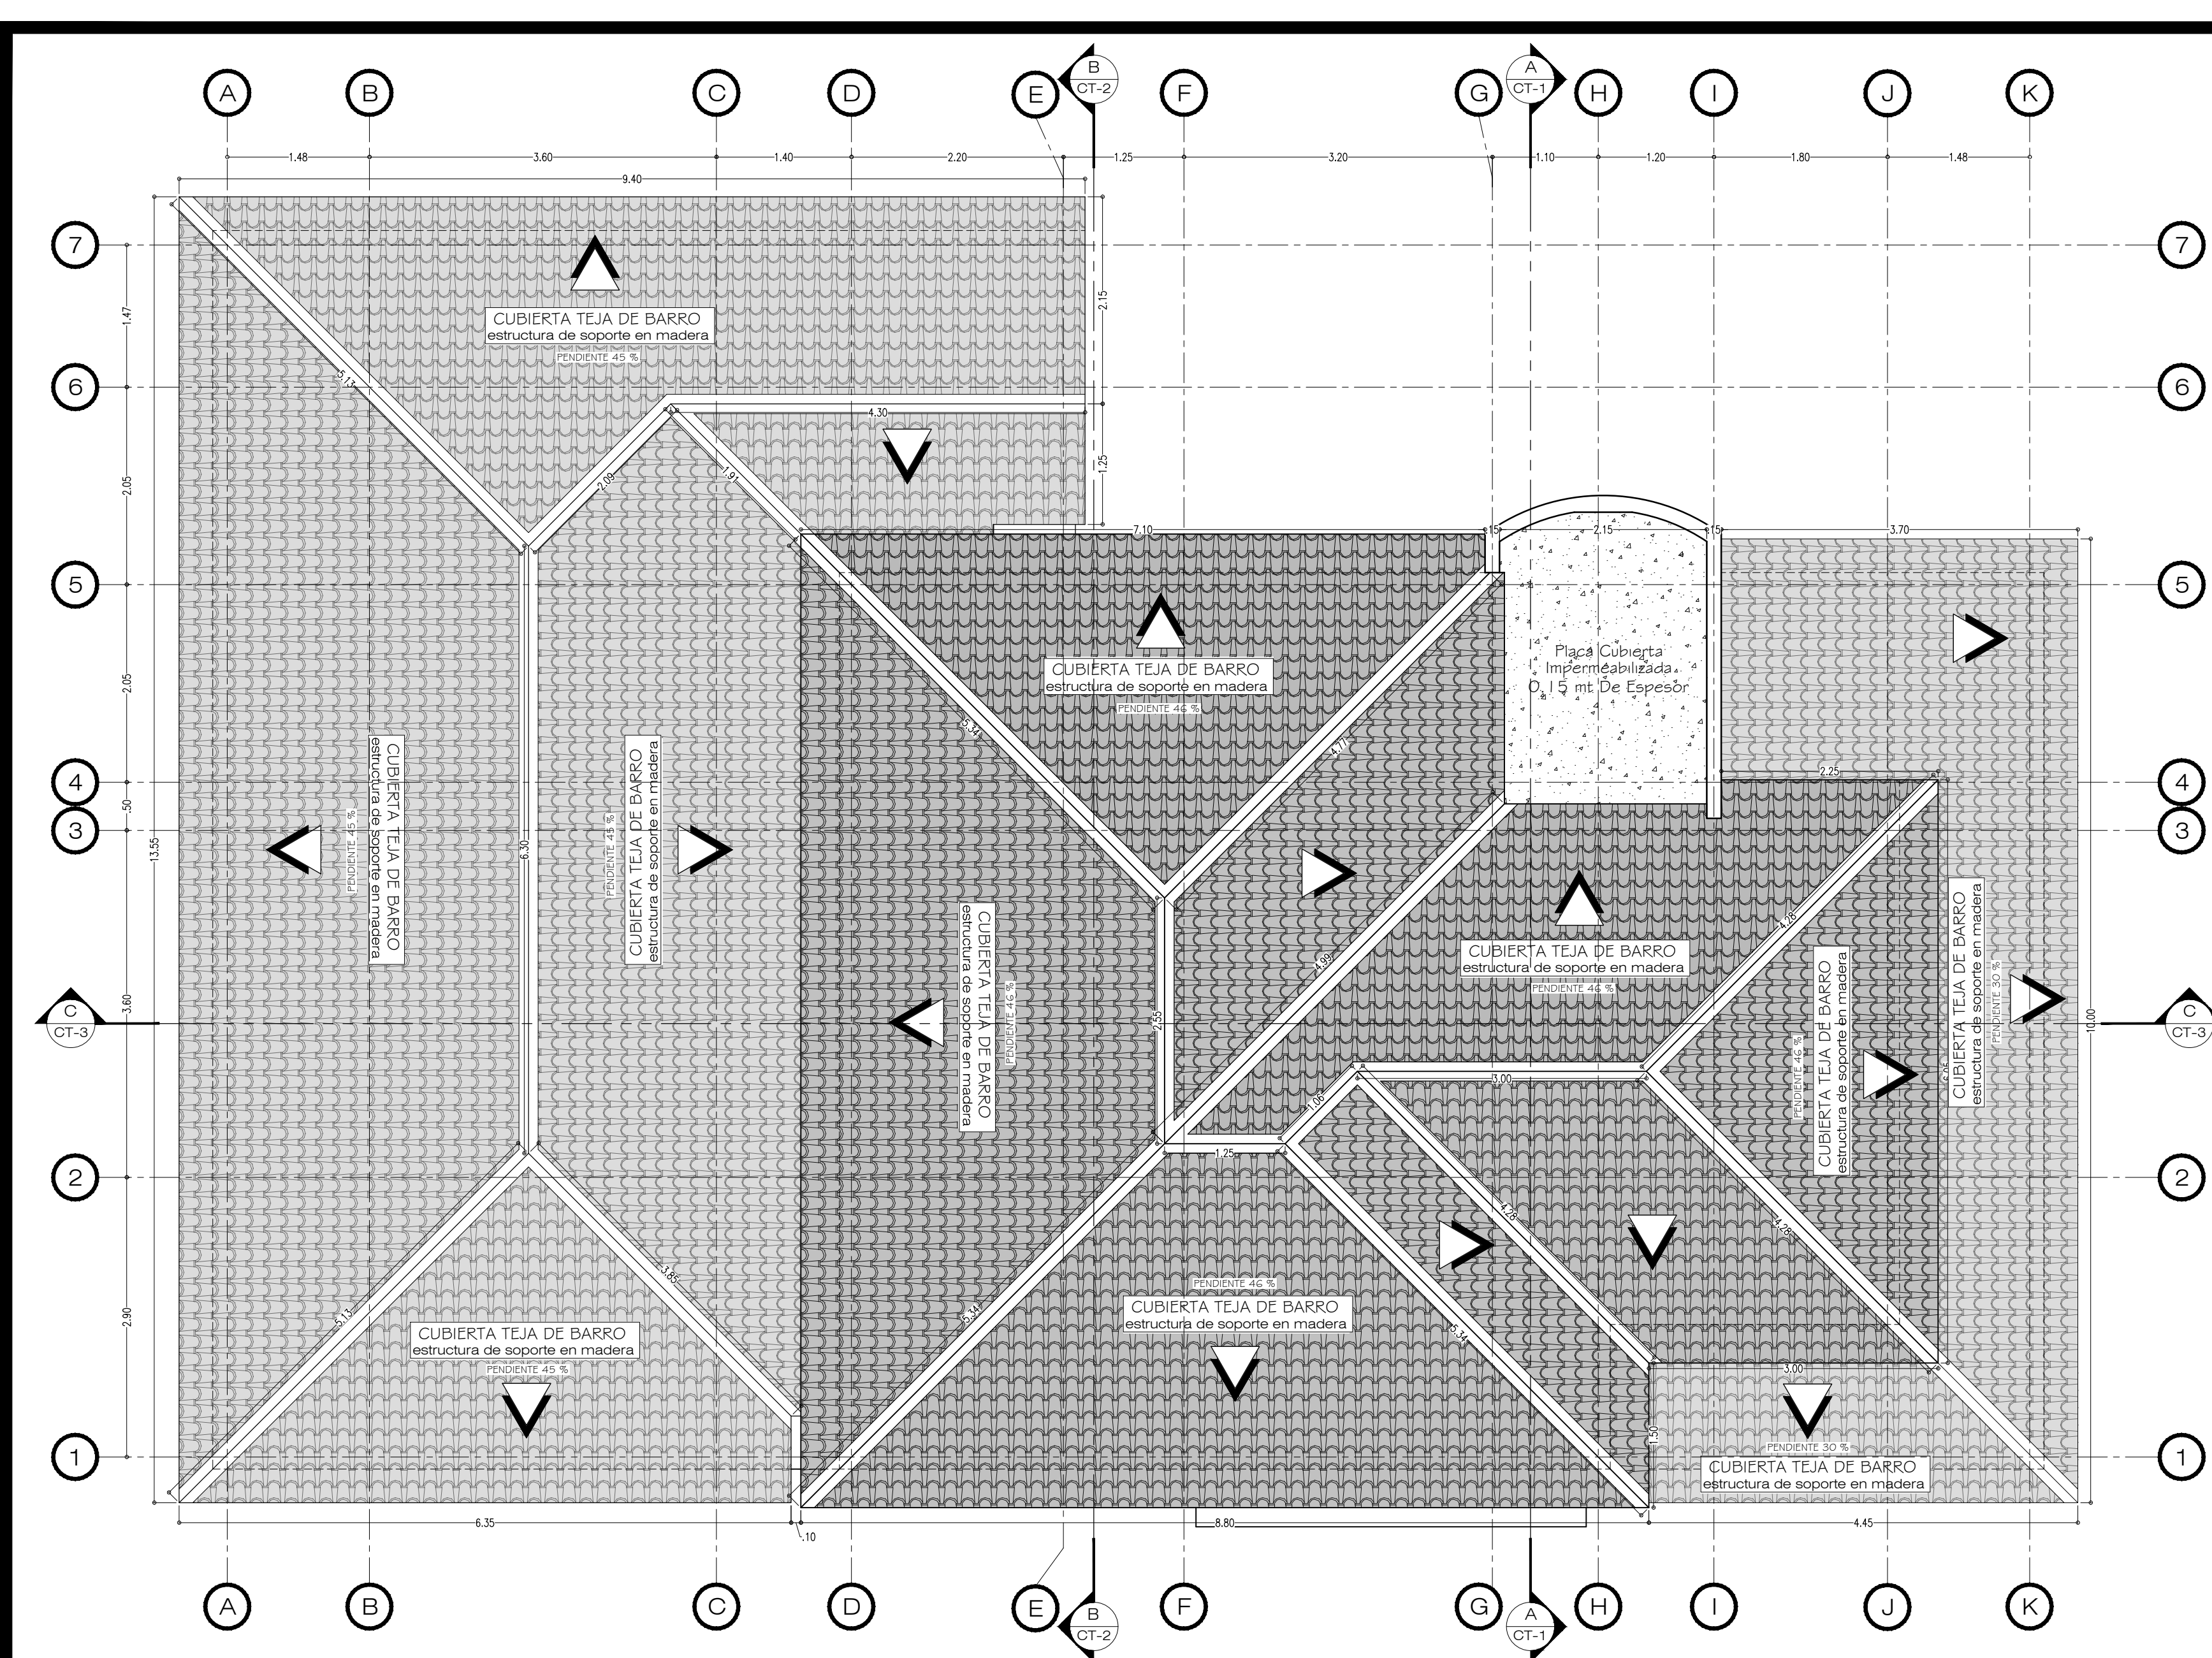 A B C D E B F G A H I J K
CT-2 CT-1
1.48 3.60 1.40 2.20 1.25 3.20 1.10 1.20 1.80 1.48
9.40
7 7
1.47
2.15
CUBIERTA TEJA DE BARRO
estructura de soporte en madera
PENDIENTE 45 %
6 6
5.13
4.30
2.09
1.91
1.25
2.05
7.10 .15 2.15 .15 3.70
5 5
Placa Cubierta
Impermeabilizada
0.15 mt De Espesor
CUBIERTA TEJA DE BARRO
estructura de soporte en madera
PENDIENTE 46 %
2.05
5.34
4.77
4 4
2.25
.50
3 3
13.55
PENDIENTE 45 %
CUBIERTA TEJA DE BARRO
estructura de soporte en madera
6.30
PENDIENTE 45 %
CUBIERTA TEJA DE BARRO
estructura de soporte en madera
CUBIERTA TEJA DE BARRO
estructura de soporte en madera
PENDIENTE 46 %
2.55
4.99
4.28
CUBIERTA TEJA DE BARRO
estructura de soporte en madera
PENDIENTE 46 %
PENDIENTE 46 %
CUBIERTA TEJA DE BARRO
estructura de soporte en madera
CUBIERTA TEJA DE BARRO
estructura de soporte en madera
PENDIENTE 30 %
3.60
10.00
C C
CT-3 CT-3
3.00
1.06
1.25
2 2
4.28
4.28
3.85
5.13
5.34
5.34
2.90
PENDIENTE 46 %
CUBIERTA TEJA DE BARRO
estructura de soporte en madera
CUBIERTA TEJA DE BARRO
estructura de soporte en madera
PENDIENTE 45 %
3.00
1.50
PENDIENTE 30 %
CUBIERTA TEJA DE BARRO
estructura de soporte en madera
1 1
6.35 .10 8.80 4.45
A B C D E B F G A H I J K
CT-2 CT-1